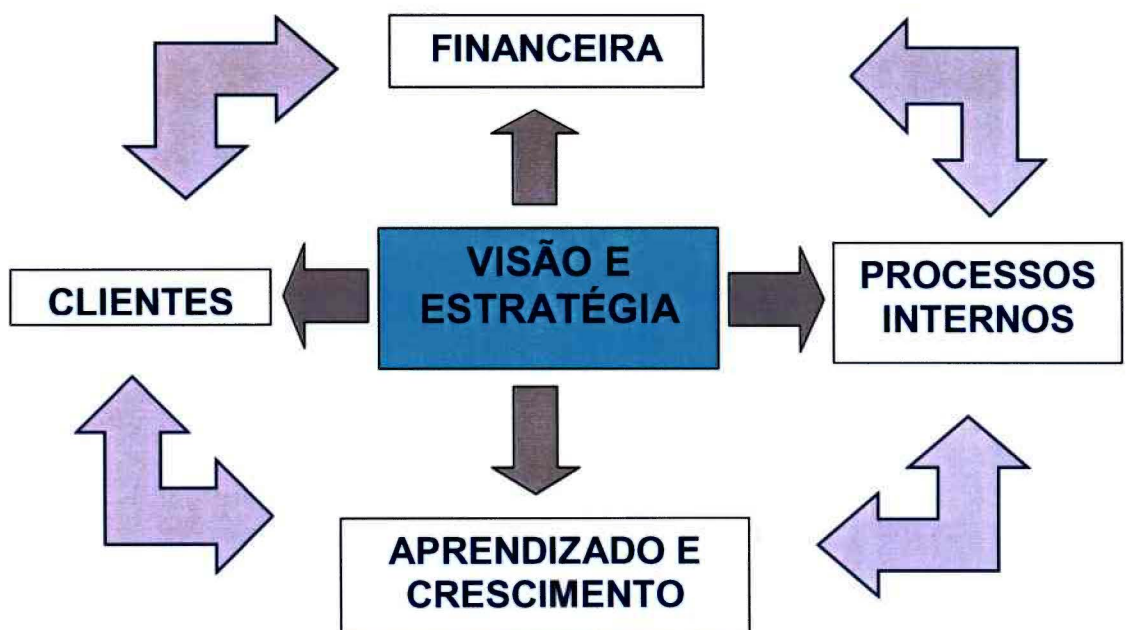 FINANCEIRA
VISÃO E
ESTRATÉGIA
CLIENTES
PROCESSOS
INTERNOS
APRENDIZADO E
CRESCIMENTO